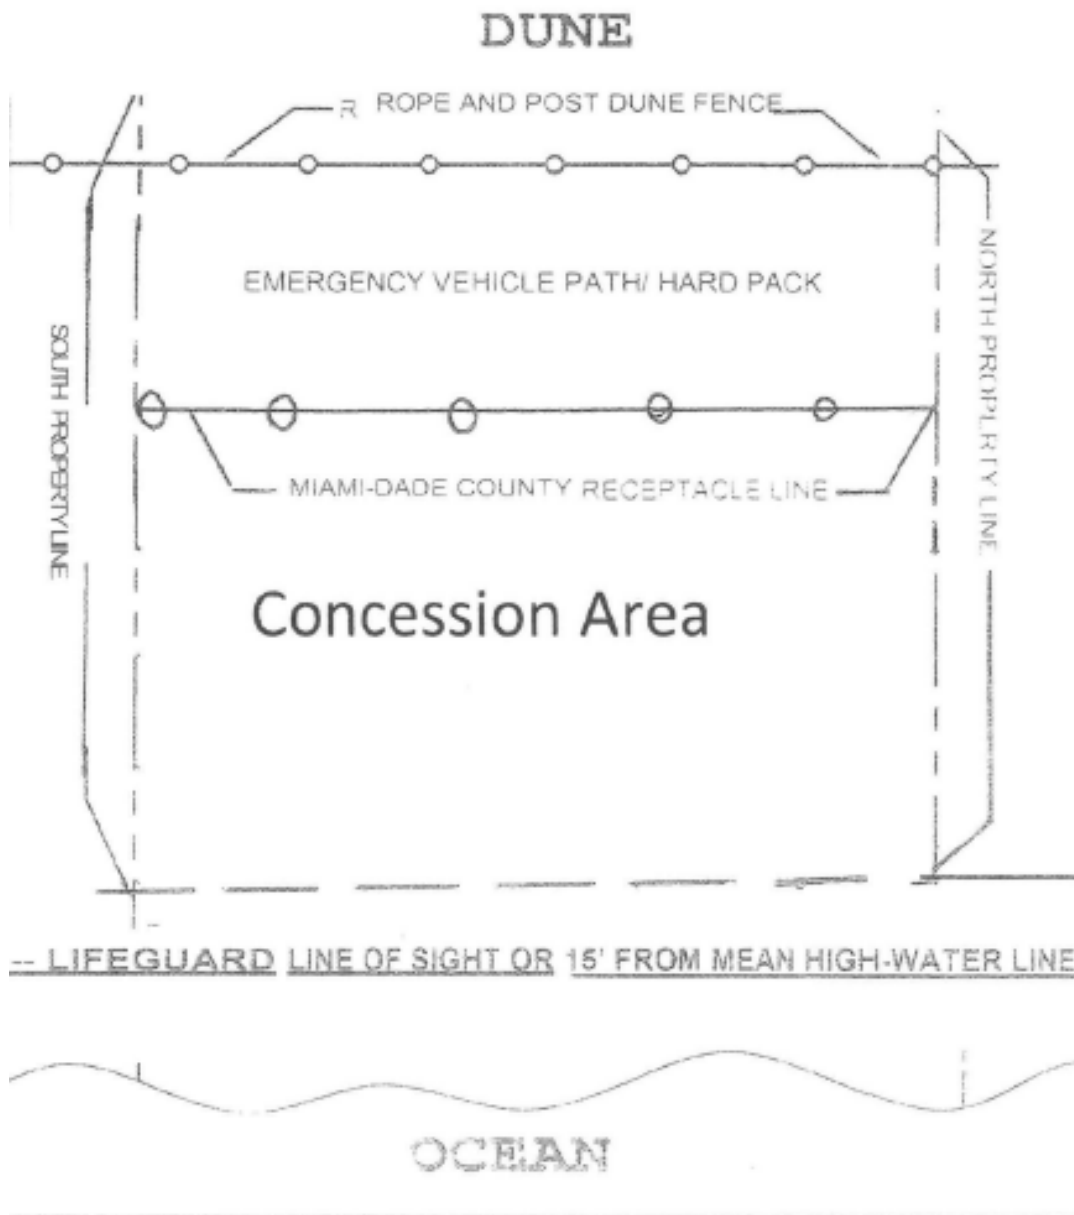 DUNE
R ROPE AND POST DUNE FENCE
EMERGENCY VEHICLE PATH/ HARD PACK
SOUTH PROPERTY LINE
NORTH PROPERTY LINE
MIAMI-DADE COUNTY RECEPTACLE LINE
Concession Area
-- LIFEGUARD LINE OF SIGHT OR 15' FROM MEAN HIGH-WATER LINE
OCEAN